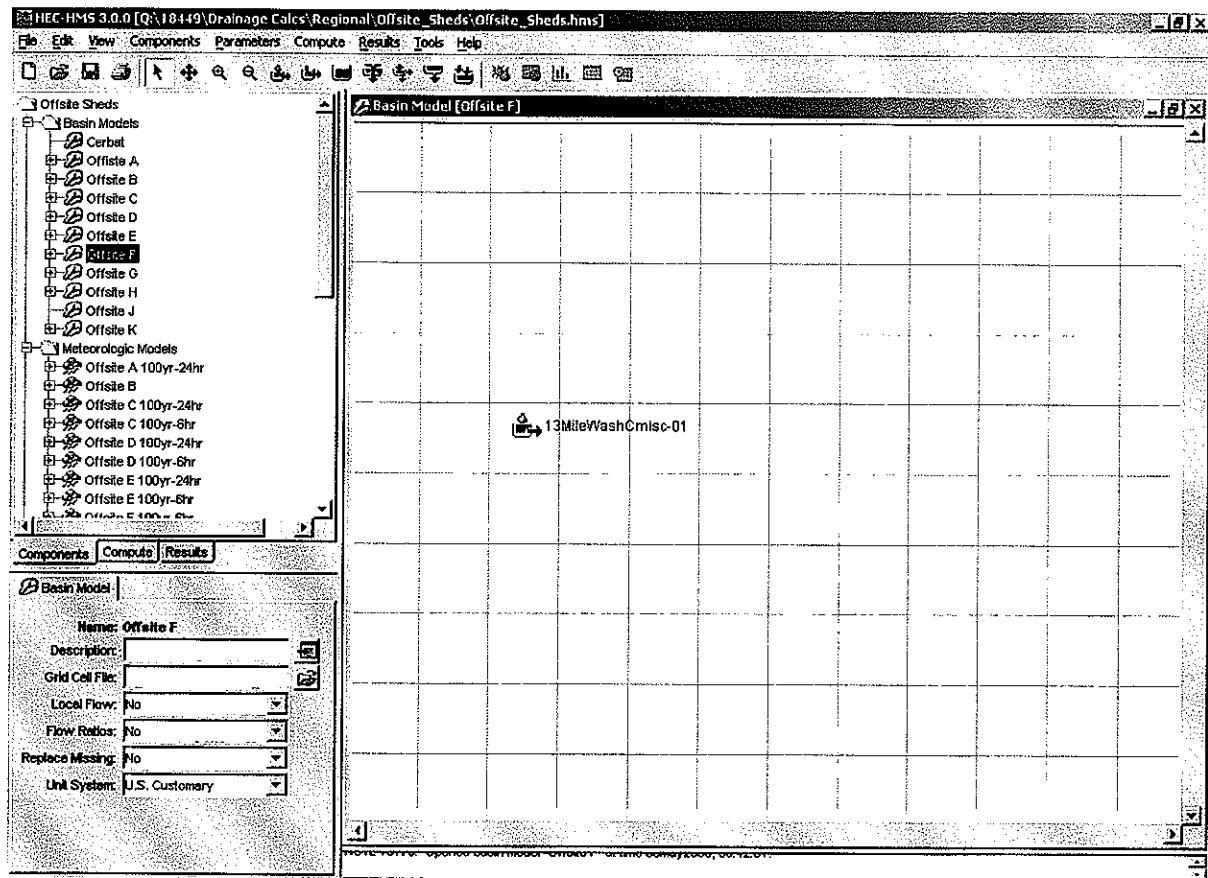 HEC-HMS 3.0.0 [Q:\18449\Drainage Calcs\Regional\Offsite_Sheds\Offsite_Sheds.hms]
File Edit View Components Parameters Compute Results Tools Help
Offsite Sheds
Basin Models
Cerbat
Offiste A
Offsite B
Offsite C
Offsite D
Offsite E
Offsite F
Offsite G
Offsite H
Offsite J
Offsite K
Meteorologic Models
Offsite A 100yr-24hr
Offsite B
Offsite C 100yr-24hr
Offsite C 100yr-6hr
Offsite D 100yr-24hr
Offsite D 100yr-6hr
Offsite E 100yr-24hr
Offsite E 100yr-6hr
Components Compute Results
Basin Model
Name: Offsite F
Description:
Grid Cell File:
Local Flow: No
Flow Ratios: No
Replace Missing: No
Unit System: U.S. Customary
Basin Model [Offsite F]
13MileWashCmisc-01